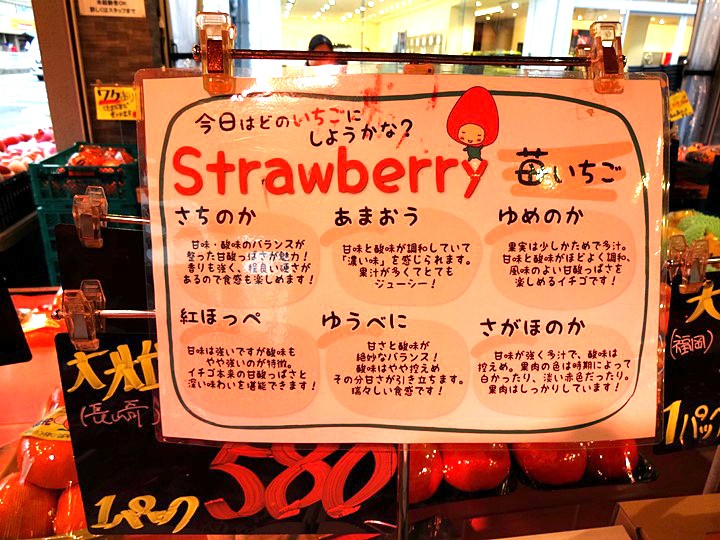 今日はどのいちごに
しようかな?
Strawberry 苺いちご
さちのか
甘味・酸味のバランスが
整った甘酸っぱさが魅力!
香りも強く、程良い硬さが
あるので食感も楽しめます!
あまおう
甘味と酸味が調和していて
「濃い味」を感じられます。
果汁が多くてとても
ジューシー!
ゆめのか
果実は少しかためで多汁。
甘味と酸味がほどよく調和、
風味のよい甘酸っぱさを
楽しめるイチゴです!
紅ほっぺ
甘味は強いですが酸味も
やや強いのが特徴。
イチゴ本来の甘酸っぱさと
深い味わいを堪能できます!
ゆうべに
甘さと酸味が
絶妙なバランス!
酸味はやや控えめ
その分甘さが引き立ちます。
瑞々しい食感です!
さがほのか
甘味が強く多汁で、酸味は
控えめ。果肉の色は時期によって
白かったり、淡い赤色だったり。
果肉はしっかりしています!
(長崎)
1パック
580
(福岡)
1パッ